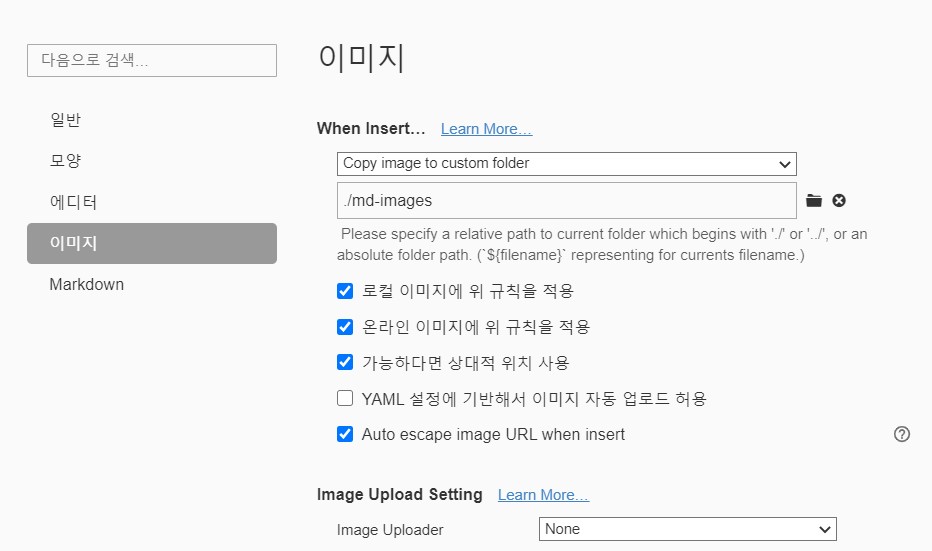 다음으로 검색...
일반
모양
에디터
이미지
Markdown
이미지
When Insert... Learn More...
Copy image to custom folder
./md-images
Please specify a relative path to current folder which begins with './' or '../', or an
absolute folder path. (`${filename}` representing for currents filename.)
로컬 이미지에 위 규칙을 적용
온라인 이미지에 위 규칙을 적용
가능하다면 상대적 위치 사용
YAML 설정에 기반해서 이미지 자동 업로드 허용
Auto escape image URL when insert
Image Upload Setting Learn More...
Image Uploader None